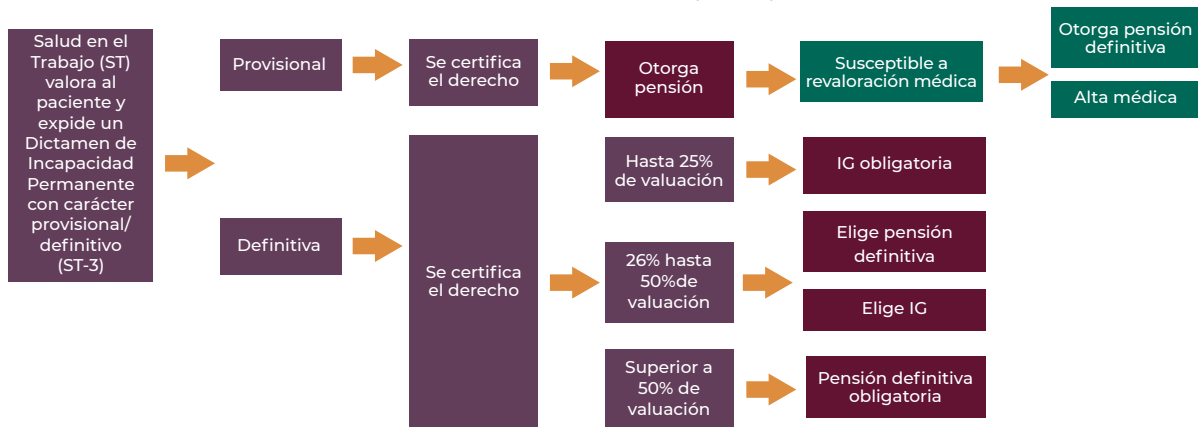 Salud en el
Trabajo (ST)
valora al
paciente y
expide un
Dictamen de
Incapacidad
Permanente
con carácter
provisional/
definitivo
(ST-3)
Provisional
Se certifica
el derecho
Otorga
pensión
Susceptible a
revaloración médica
Otorga pensión
definitiva
Alta médica
Definitiva
Se certifica
el derecho
Hasta 25%
de valuación
IG obligatoria
26% hasta
50%de
valuación
Elige pensión
definitiva
Elige IG
Superior a
50% de
valuación
Pensión definitiva
obligatoria